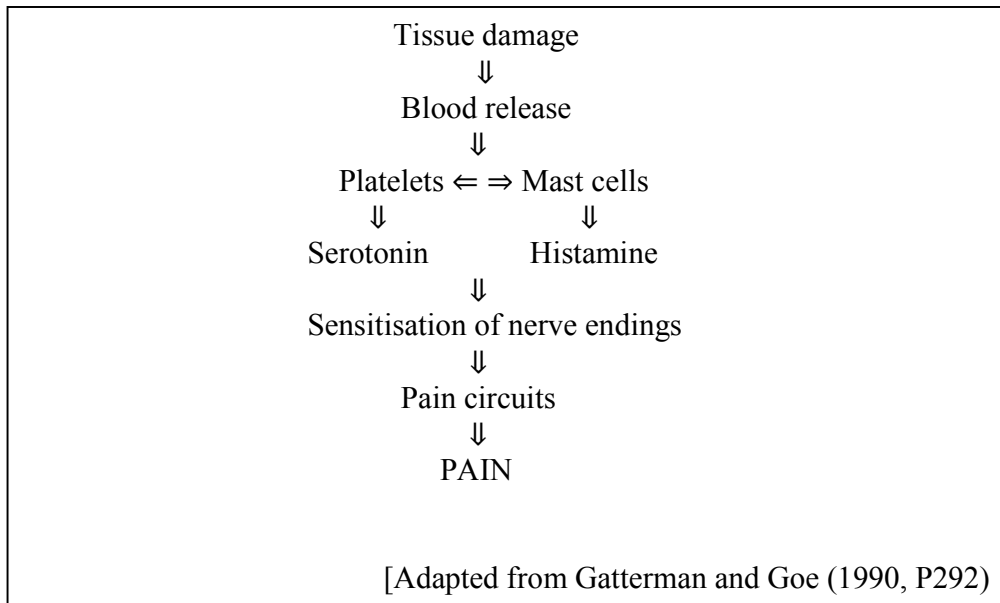 Tissue damage
⇓
Blood release
⇓
Platelets ⇐ ⇒ Mast cells
⇓ ⇓
Serotonin Histamine
⇓
Sensitisation of nerve endings
⇓
Pain circuits
⇓
PAIN
[Adapted from Gatterman and Goe (1990, P292)